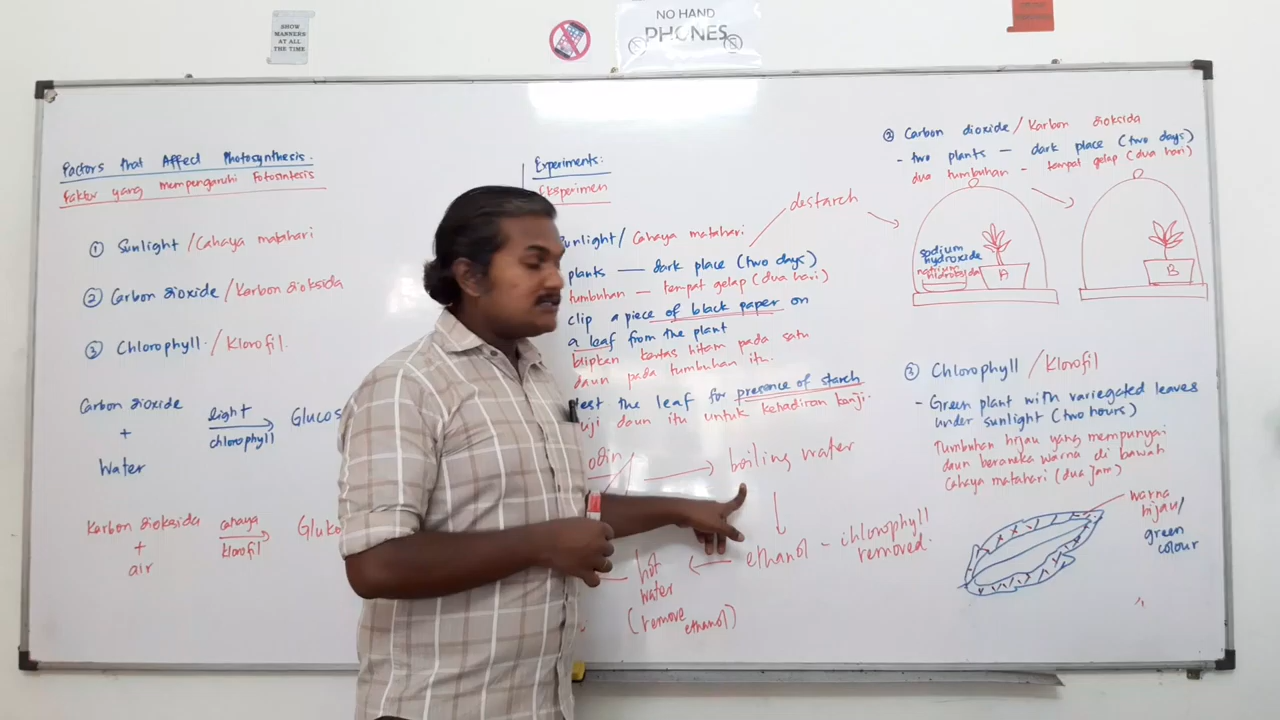 SHOW
MANNERS
AT ALL
THE TIME
NO HAND
PHONES
Factors that Affect Photosynthesis.
Faktor yang mempengaruhi Fotosintesis
① Sunlight / Cahaya matahari
② Carbon dioxide / Karbon dioksida
③ Chlorophyll / Klorofil.
Carbon dioxide
+
Water
light
chlorophyll
Glucos
Karbon dioksida
+
air
cahaya
klorofil
Gluko
Experiments:
Eksperimen
Sunlight / Cahaya matahari
plants — dark place (two days)
tumbuhan — tempat gelap (dua hari)
clip a piece of black paper on
a leaf from the plant
klipkan kertas hitam pada satu
daun pada tumbuhan itu.
est the leaf for presence of starch
uji daun itu untuk kehadiran kanji.
destarch
odin
boiling water
ethanol - chlorophyll
removed.
hot
water
(remove
ethanol)
② Carbon dioxide / Karbon dioksida
- two plants — dark place (two days)
dua tumbuhan - tempat gelap (dua hari)
sodium
hydroxide
natrium
hidroksida
A
B
③ Chlorophyll / Klorofil
- Green plant with variegated leaves
under sunlight (two hours)
Tumbuhan hijau yang mempunyai
daun beraneka warna di bawah
cahaya matahari (dua jam)
warna
hijau/
green
colour